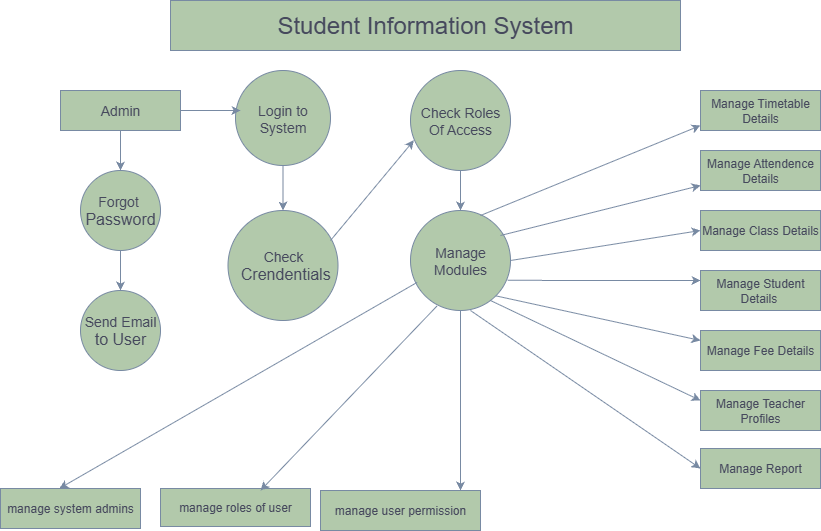 Student Information System
Admin
Login to
System
Check Roles
Of Access
Manage Timetable
Details
Manage Attendence
Details
Forgot
Password
Manage Class Details
Check
Crendentials
Manage
Modules
Manage Student
Details
Send Email
to User
Manage Fee Details
Manage Teacher
Profiles
Manage Report
manage system admins
manage roles of user
manage user permission